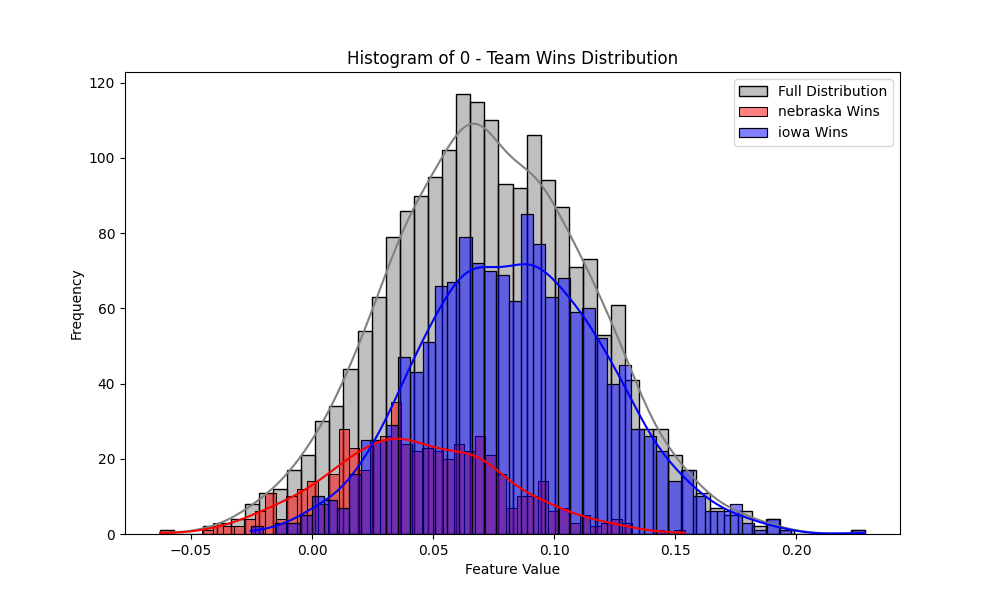 Histogram of 0 - Team Wins Distribution
Full Distribution
nebraska Wins
iowa Wins
Frequency
120
100
80
60
40
20
0
−0.05 0.00 0.05 0.10 0.15 0.20
Feature Value